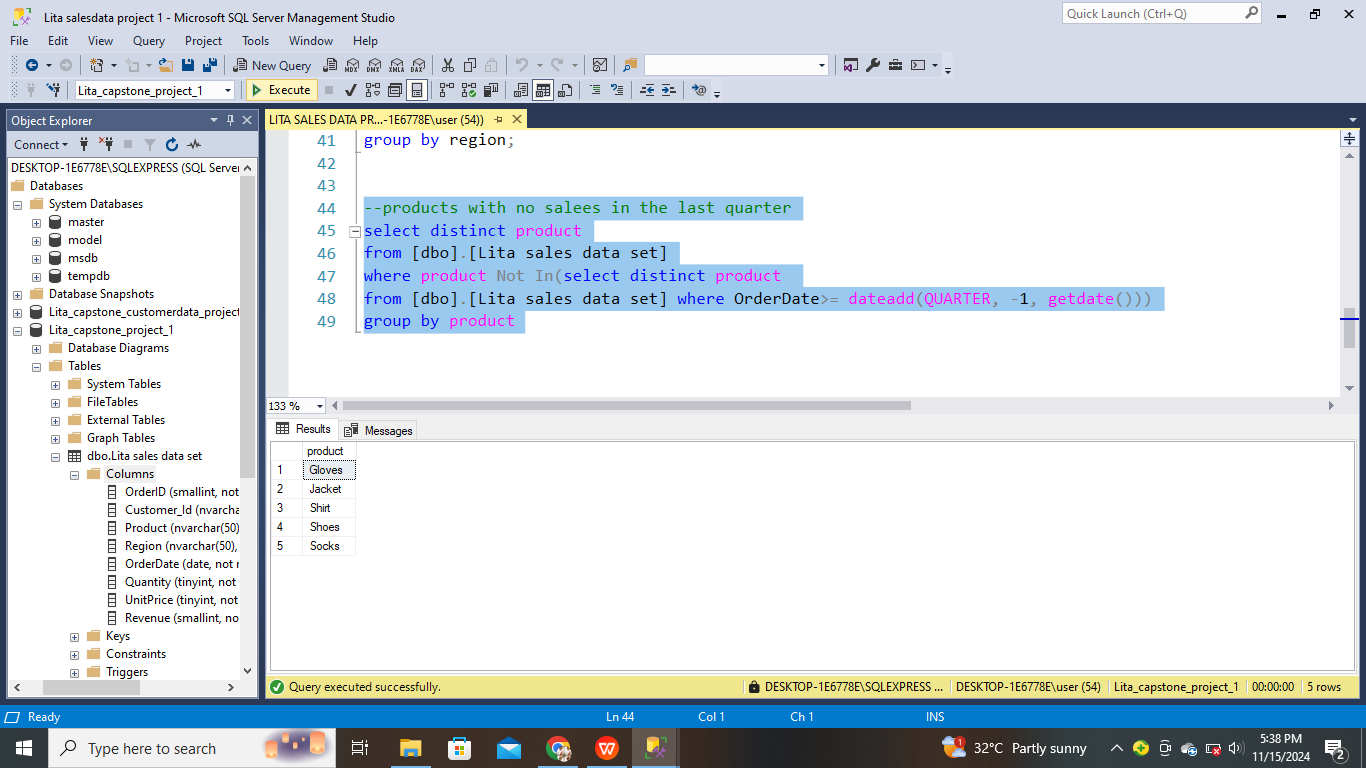 Lita salesdata project 1 - Microsoft SQL Server Management Studio
Quick Launch (Ctrl+Q)
File Edit View Query Project Tools Window Help
New Query
MDX DMX XMLA DAX
Lita_capstone_project_1
Execute
Object Explorer
Connect
DESKTOP-1E6778E\SQLEXPRESS (SQL Server
Databases
System Databases
master
model
msdb
tempdb
Database Snapshots
Lita_capstone_customerdata_project
Lita_capstone_project_1
Database Diagrams
Tables
System Tables
FileTables
External Tables
Graph Tables
dbo.Lita sales data set
Columns
OrderID (smallint, not
Customer_Id (nvarcha
Product (nvarchar(50)
Region (nvarchar(50),
OrderDate (date, not n
Quantity (tinyint, not
UnitPrice (tinyint, not
Revenue (smallint, no
Keys
Constraints
Triggers
LITA SALES DATA PR...-1E6778E\user (54))
41 group by region;
42
43
44 --products with no salees in the last quarter
45 select distinct product
46 from [dbo].[Lita sales data set]
47 where product Not In(select distinct product
48 from [dbo].[Lita sales data set] where OrderDate>= dateadd(QUARTER, -1, getdate()))
49 group by product
133 %
Results Messages
product
1 Gloves
2 Jacket
3 Shirt
4 Shoes
5 Socks
Query executed successfully.
DESKTOP-1E6778E\SQLEXPRESS ... DESKTOP-1E6778E\user (54) Lita_capstone_project_1 00:00:00 5 rows
Ready Ln 44 Col 1 Ch 1 INS
Type here to search
W
1
32°C Partly sunny
5:38 PM
11/15/2024
2